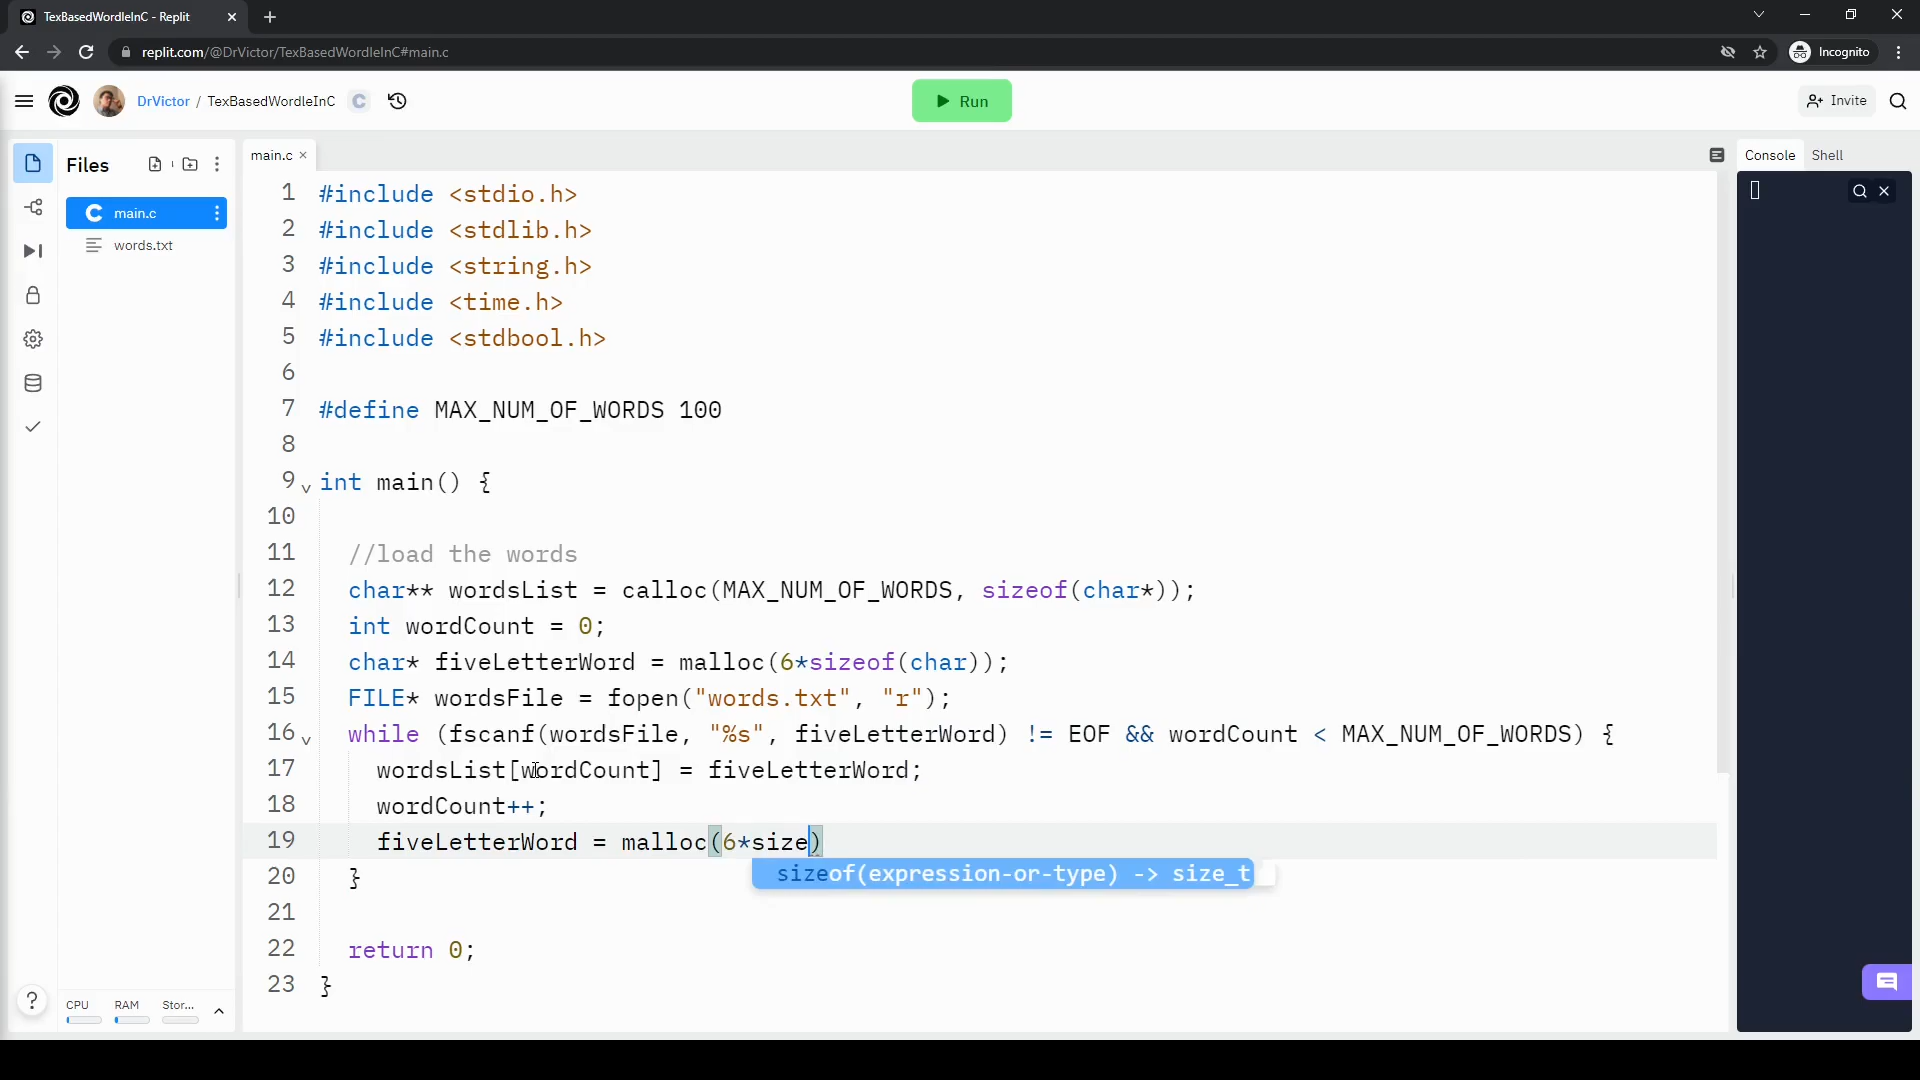 TexBasedWordleInC - Replit
replit.com/@DrVictor/TexBasedWordleInC#main.c
Incognito
DrVictor / TexBasedWordleInC C
Run
Invite
Files
main.c
Console Shell
C main.c
words.txt
1 #include <stdio.h>
2 #include <stdlib.h>
3 #include <string.h>
4 #include <time.h>
5 #include <stdbool.h>
6
7 #define MAX_NUM_OF_WORDS 100
8
9 int main() {
10
11 //load the words
12 char** wordsList = calloc(MAX_NUM_OF_WORDS, sizeof(char*));
13 int wordCount = 0;
14 char* fiveLetterWord = malloc(6*sizeof(char));
15 FILE* wordsFile = fopen("words.txt", "r");
16 while (fscanf(wordsFile, "%s", fiveLetterWord) != EOF && wordCount < MAX_NUM_OF_WORDS) {
17 wordsList[wordCount] = fiveLetterWord;
18 wordCount++;
19 fiveLetterWord = malloc(6*size)
sizeof(expression-or-type) -> size_t
20 }
21
22 return 0;
23 }
?
CPU RAM Stor...